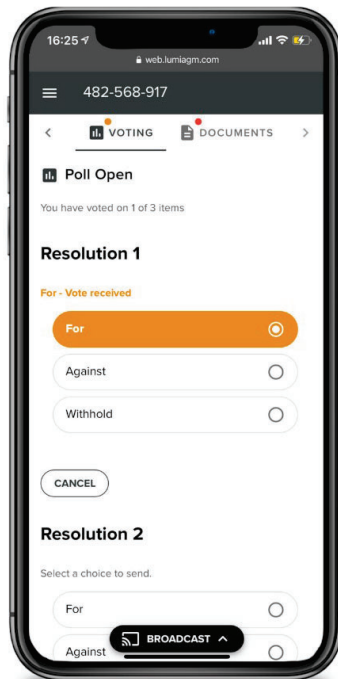 16:25
web.lumiagm.com
482-568-917
VOTING DOCUMENTS
Poll Open
You have voted on 1 of 3 items
Resolution 1
For - Vote received
For
Against
Withhold
CANCEL
Resolution 2
Select a choice to send.
For
BROADCAST
Against